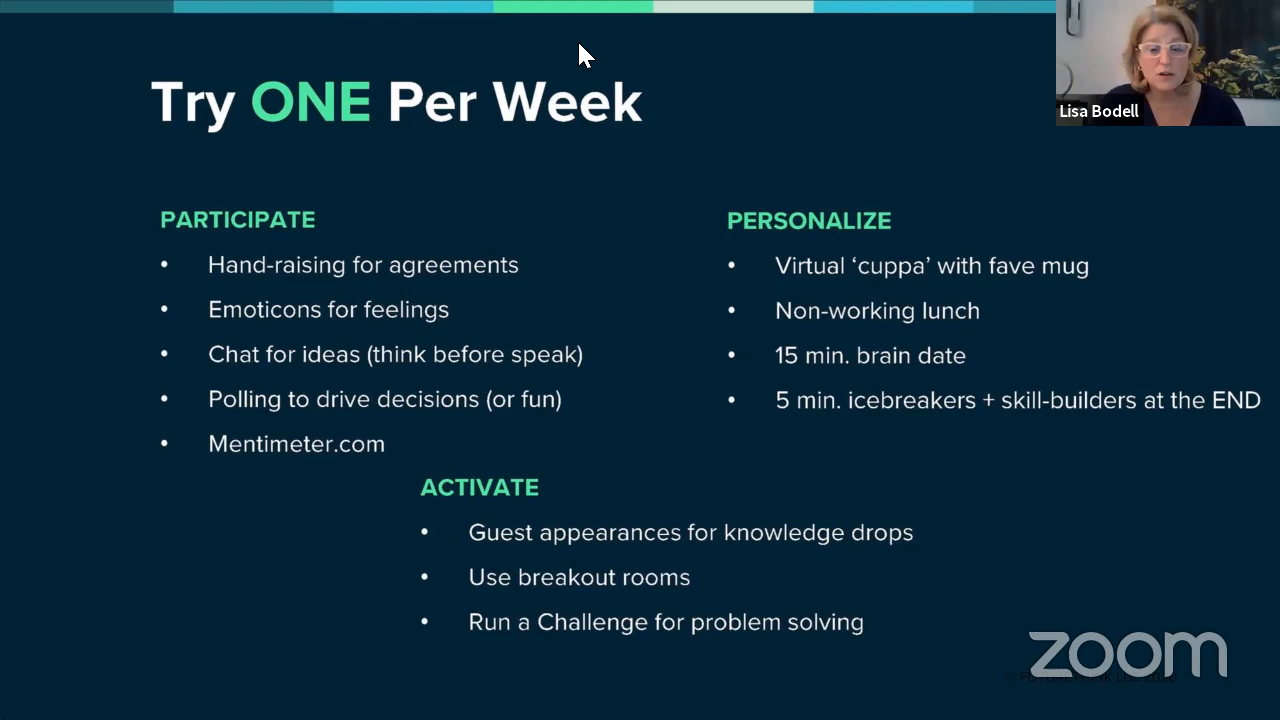 Try ONE Per Week
Lisa Bodell
PARTICIPATE
• Hand-raising for agreements
• Emoticons for feelings
• Chat for ideas (think before speak)
• Polling to drive decisions (or fun)
• Mentimeter.com
PERSONALIZE
• Virtual ‘cuppa’ with fave mug
• Non-working lunch
• 15 min. brain date
• 5 min. icebreakers + skill-builders at the END
ACTIVATE
• Guest appearances for knowledge drops
• Use breakout rooms
• Run a Challenge for problem solving
zoom